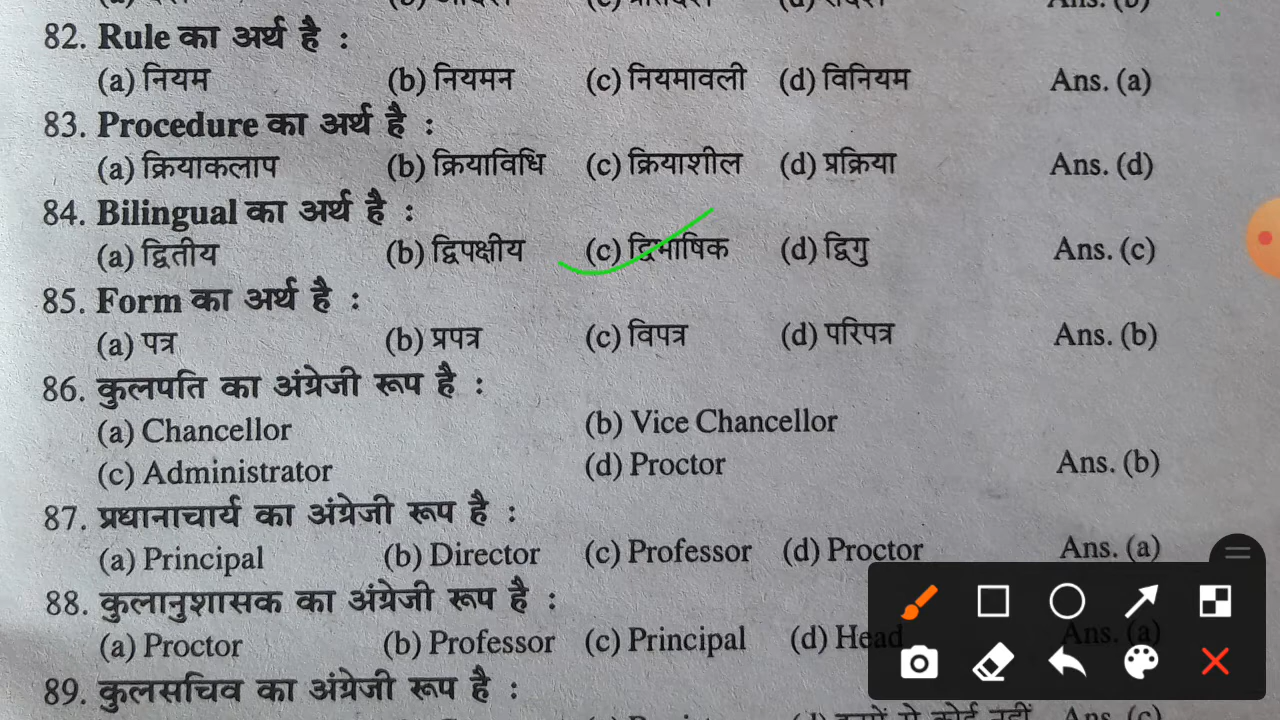 Ans. (b)
82. Rule का अर्थ है :
(a) नियम (b) नियमन (c) नियमावली (d) विनियम Ans. (a)
83. Procedure का अर्थ है :
(a) क्रियाकलाप (b) क्रियाविधि (c) क्रियाशील (d) प्रक्रिया Ans. (d)
84. Bilingual का अर्थ है :
(a) द्वितीय (b) द्विपक्षीय (c) द्विभाषिक (d) द्विगु Ans. (c)
85. Form का अर्थ है :
(a) पत्र (b) प्रपत्र (c) विपत्र (d) परिपत्र Ans. (b)
86. कुलपति का अंग्रेजी रूप है :
(a) Chancellor (b) Vice Chancellor
(c) Administrator (d) Proctor Ans. (b)
87. प्रधानाचार्य का अंग्रेजी रूप है :
(a) Principal (b) Director (c) Professor (d) Proctor Ans. (a)
88. कुलानुशासक का अंग्रेजी रूप है :
(a) Proctor (b) Professor (c) Principal (d) Head Ans. (a)
89. कुलसचिव का अंग्रेजी रूप है :
Ans. (c)